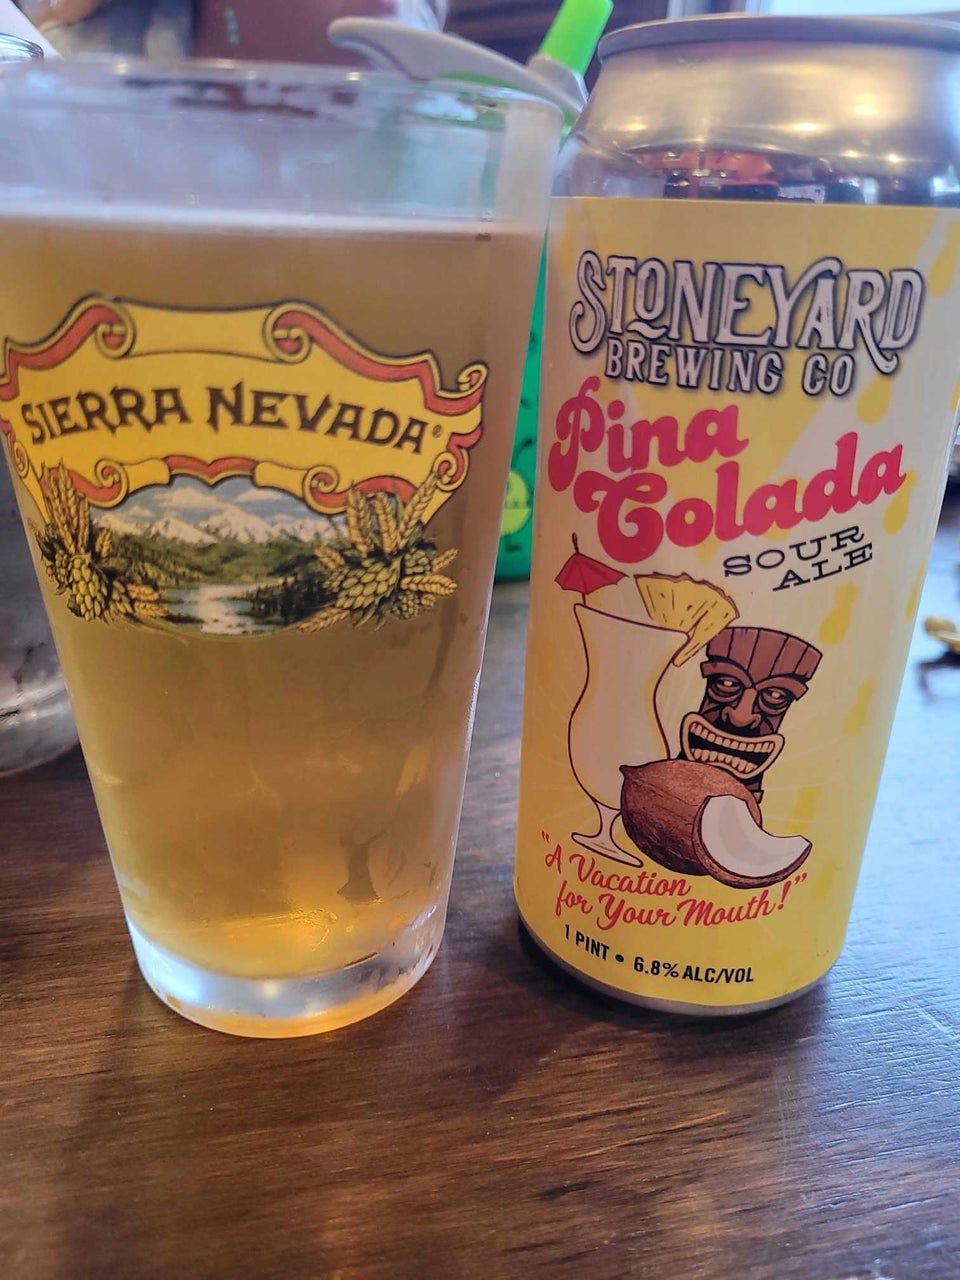 SIERRA NEVADA®
STONEYARD
BREWING CO
Pina
Colada
SOUR
ALE
"A Vacation
for Your Mouth!"
1 PINT • 6.8% ALC/VOL